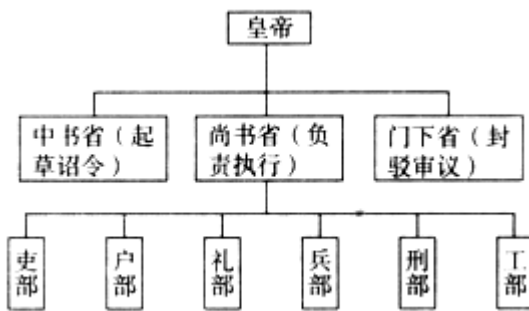 皇帝
中书省（起
草诏令）
尚书省（负
责执行）
门下省（封
驳审议）
吏部
户部
礼部
兵部
刑部
工部